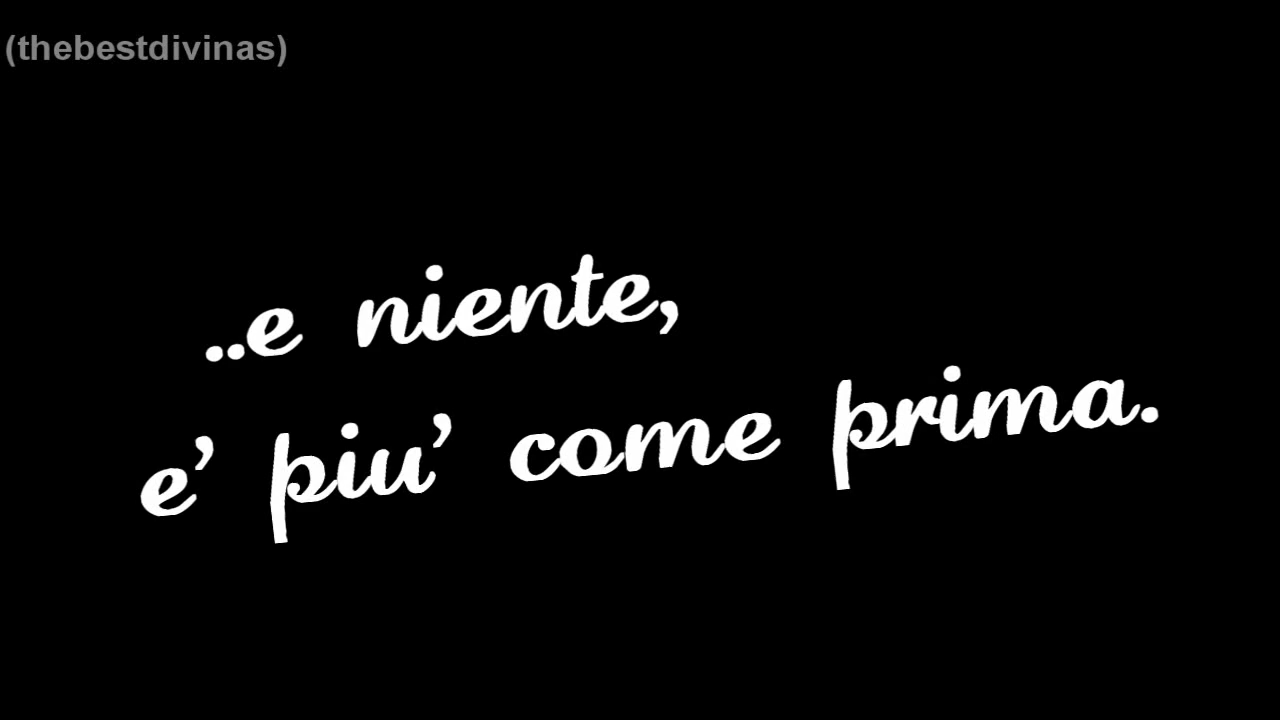 (thebestdivinas)
..e niente,
e' piu' come prima.